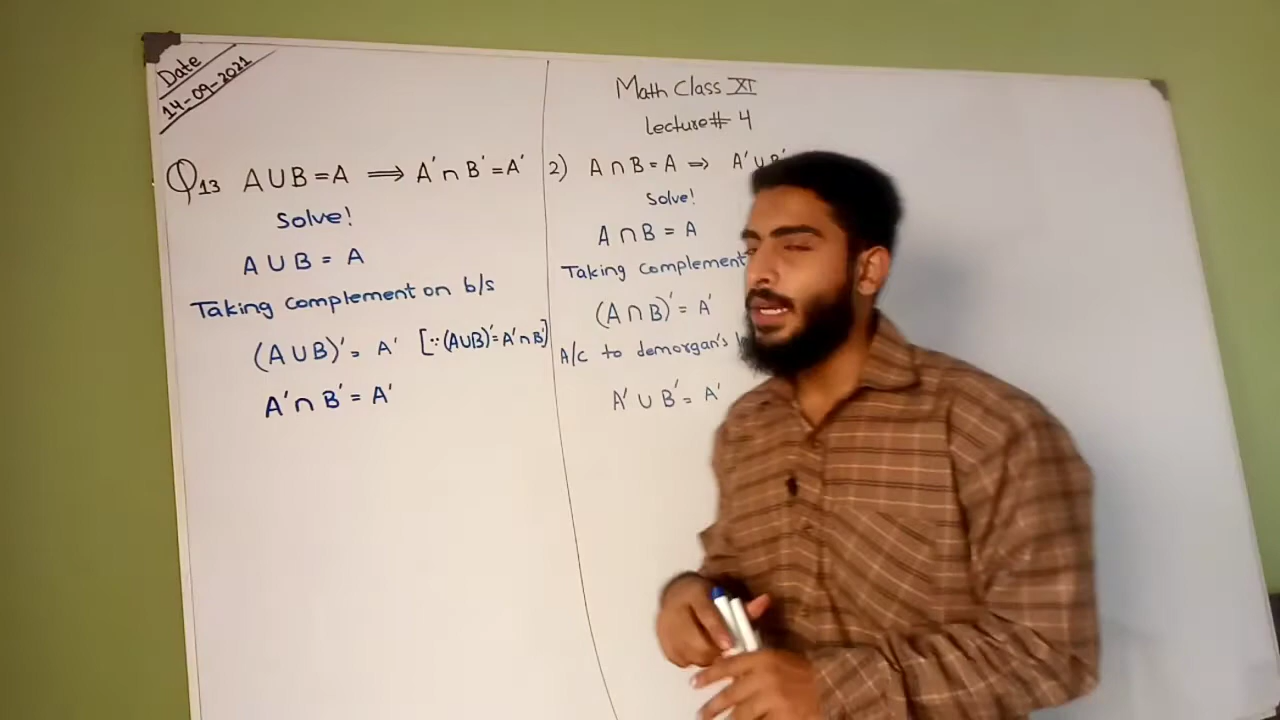 Date
14-09-2021
Math Class XI
Lecture# 4
Q13 A∪B=A ⟹ A'∩B'=A'
Solve!
A∪B = A
Taking complement on b/s
(A∪B)' = A' [∵(A∪B)'=A'∩B']
A'∩B' = A'
2) A∩B=A ⟹ A'∪B'
Solve!
A∩B = A
Taking complement
(A∩B)' = A'
A/c to demorgan's
A'∪B' = A'